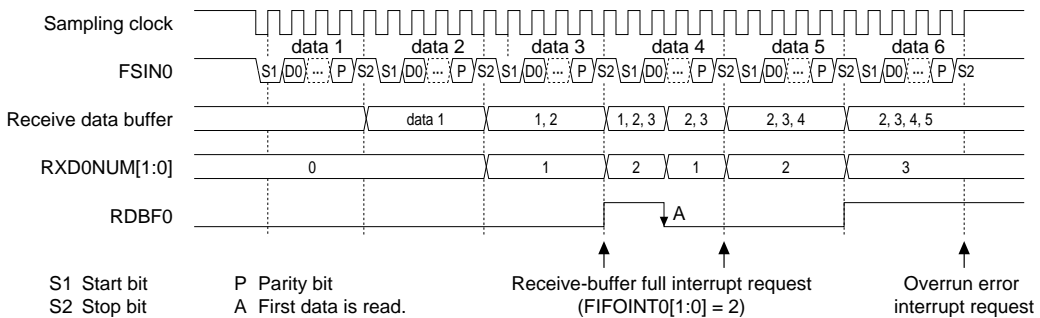 Sampling clock
data 1 data 2 data 3 data 4 data 5 data 6
FSIN0 S1 D0 ... P S2 S1 D0 ... P S2 S1 D0 ... P S2 S1 D0 ... P S2 S1 D0 ... P S2 S1 D0 ... P S2
Receive data buffer data 1 1, 2 1, 2, 3 2, 3 2, 3, 4 2, 3, 4, 5
RXD0NUM[1:0] 0 1 2 1 2 3
RDBF0 A
S1 Start bit P Parity bit Receive-buffer full interrupt request Overrun error
S2 Stop bit A First data is read. (FIFOINT0[1:0] = 2) interrupt request